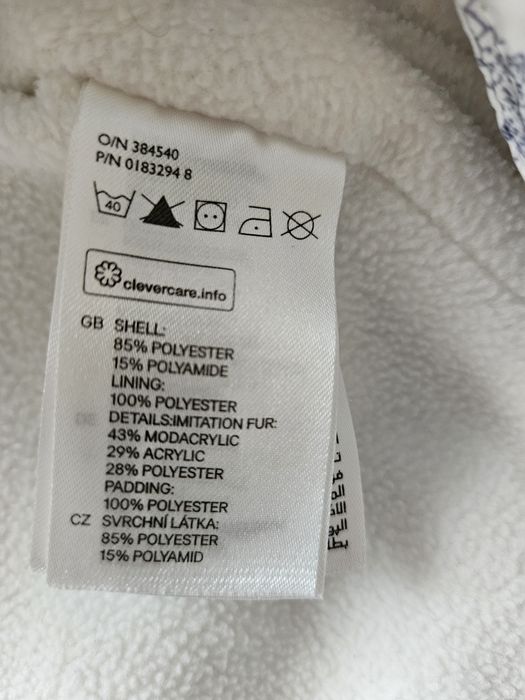 O/N 384540
P/N 0183294 8
40
clevercare.info
GB SHELL:
85% POLYESTER
15% POLYAMIDE
LINING:
100% POLYESTER
DETAILS:IMITATION FUR:
43% MODACRYLIC
29% ACRYLIC
28% POLYESTER
PADDING:
100% POLYESTER
CZ SVRCHNÍ LÁTKA:
85% POLYESTER
15% POLYAMID